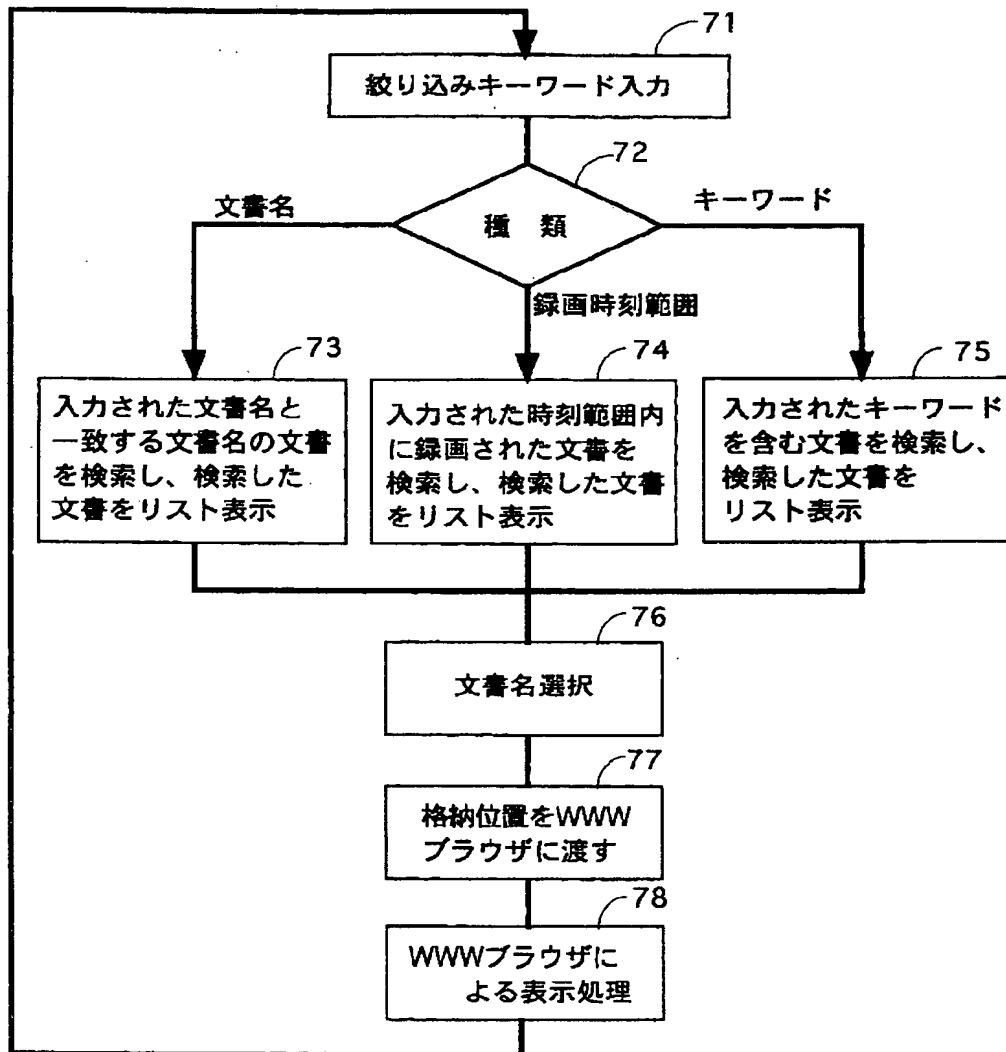 71
絞り込みキーワード入力
72
種 類
文書名
キーワード
録画時刻範囲
73
入力された文書名と
一致する文書名の文書
を検索し、検索した
文書をリスト表示
74
入力された時刻範囲内
に録画された文書を
検索し、検索した文書
をリスト表示
75
入力されたキーワード
を含む文書を検索し、
検索した文書を
リスト表示
76
文書名選択
77
格納位置をWWW
ブラウザに渡す
78
WWWブラウザに
よる表示処理